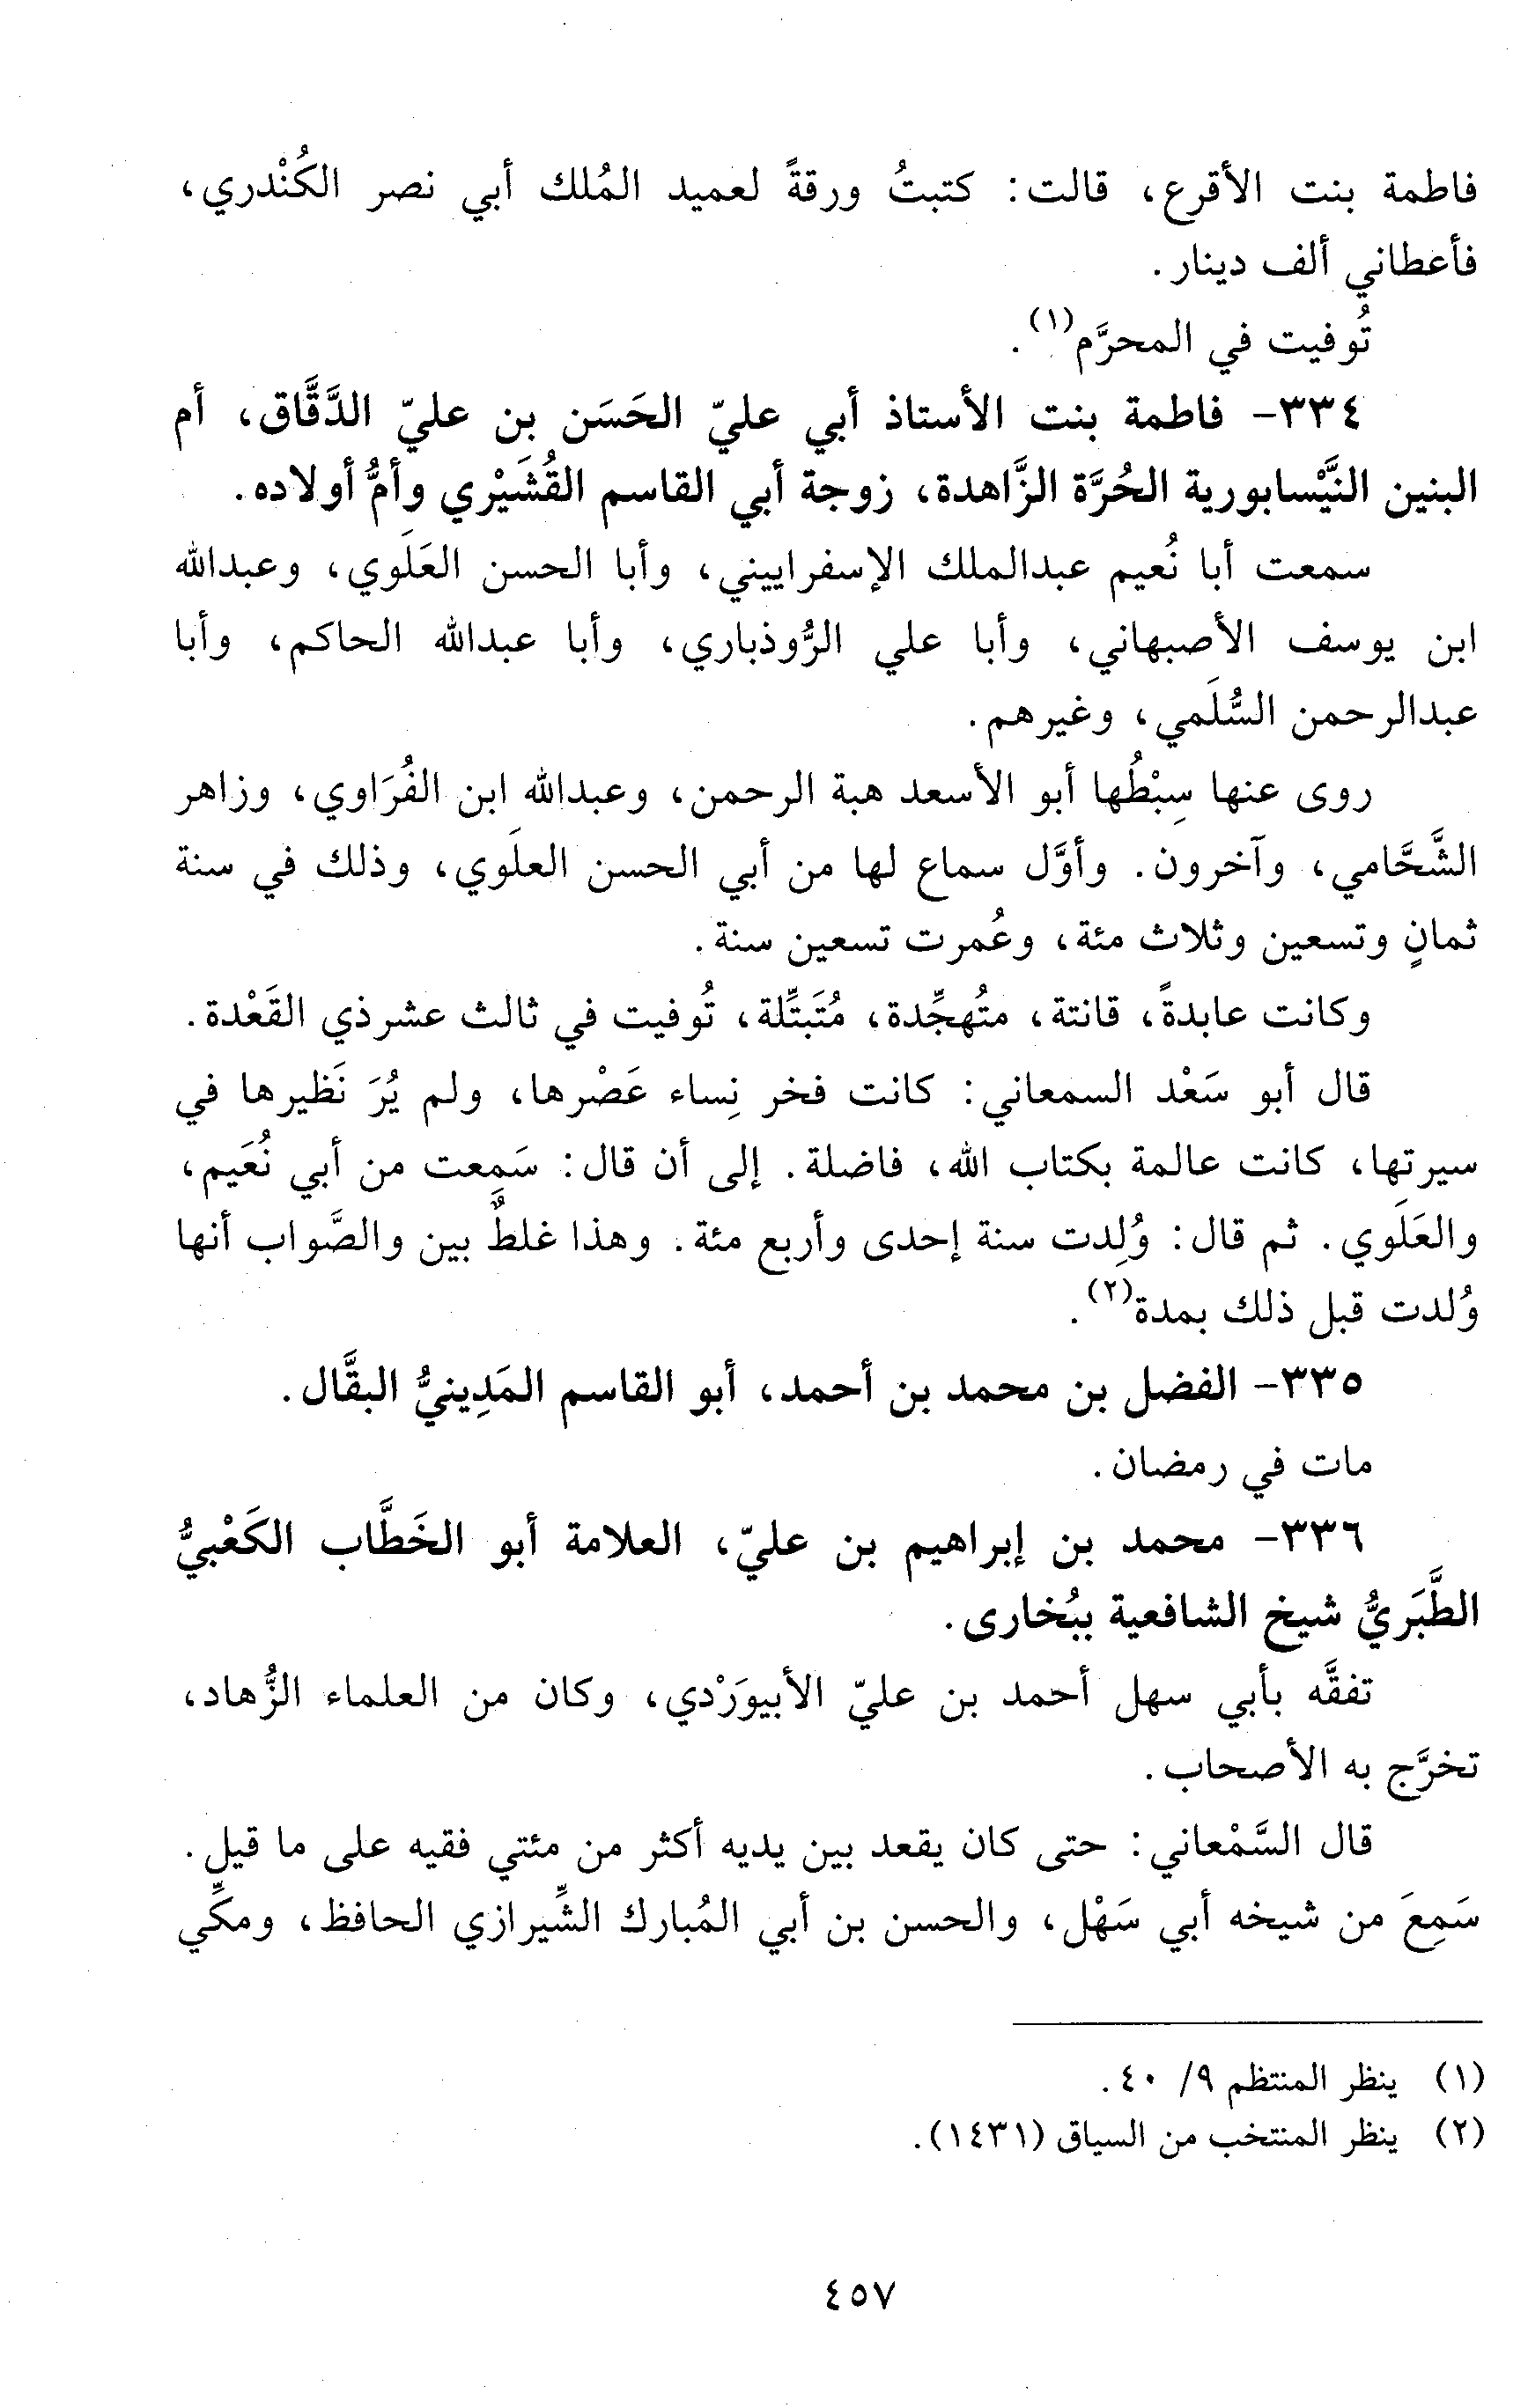 فاطمة بنت الأقرع، قالت: كتبتُ ورقةً لعميد المُلك أبي نصر الكُنْدري،
فأعطاني ألف دينار.
تُوفيت في المحرَّم(١).
٣٣٤- فاطمة بنت الأستاذ أبي عليّ الحَسَن بن عليّ الدَّقَّاق، أم
البنين النَّيْسابورية الحُرَّة الزَّاهدة، زوجة أبي القاسم القُشَيْري وأمُّ أولاده.
سمعت أبا نُعيم عبدالملك الإسفراييني، وأبا الحسن العَلَوي، وعبدالله
ابن يوسف الأصبهاني، وأبا علي الرُّوذباري، وأبا عبدالله الحاكم، وأبا
عبدالرحمن السُّلَمي، وغيرهم.
روى عنها سِبْطُها أبو الأسعد هبة الرحمن، وعبدالله ابن الفُرَاوي، وزاهر
الشَّحَّامي، وآخرون. وأوَّل سماع لها من أبي الحسن العلَوي، وذلك في سنة
ثمانٍ وتسعين وثلاث مئة، وعُمرت تسعين سنة.
وكانت عابدةً، قانتة، متُهجِّدة، مُتَبتِّلة، تُوفيت في ثالث عشر ذي القَعْدة.
قال أبو سَعْد السمعاني: كانت فخر نِساء عَصْرها، ولم يُرَ نَظيرها في
سيرتها، كانت عالمة بكتاب الله، فاضلة. إلى أن قال: سَمِعت من أبي نُعَيم،
والعَلَوي. ثم قال: وُلِدت سنة إحدى وأربع مئة. وهذا غلطٌ بين والصَّواب أنها
وُلدت قبل ذلك بمدة(٢).
٣٣٥- الفضل بن محمد بن أحمد، أبو القاسم المَدِينيُّ البقَّال.
مات في رمضان.
٣٣٦- محمد بن إبراهيم بن عليّ، العلامة أبو الخَطَّاب الكَعْبيُّ
الطَّبَريُّ شيخ الشافعية ببُخارى.
تفقَّه بأبي سهل أحمد بن عليّ الأبيوَرْدي، وكان من العلماء الزُّهاد،
تخرَّج به الأصحاب.
قال السَّمْعاني: حتى كان يقعد بين يديه أكثر من مئتي فقيه على ما قيل.
سَمِعَ من شيخه أبي سَهْل، والحسن بن أبي المُبارك الشِّيرازي الحافظ، ومكِّي
(١) ينظر المنتظم ٩/ ٤٠.
(٢) ينظر المنتخب من السياق (١٤٣١).
٤٥٧